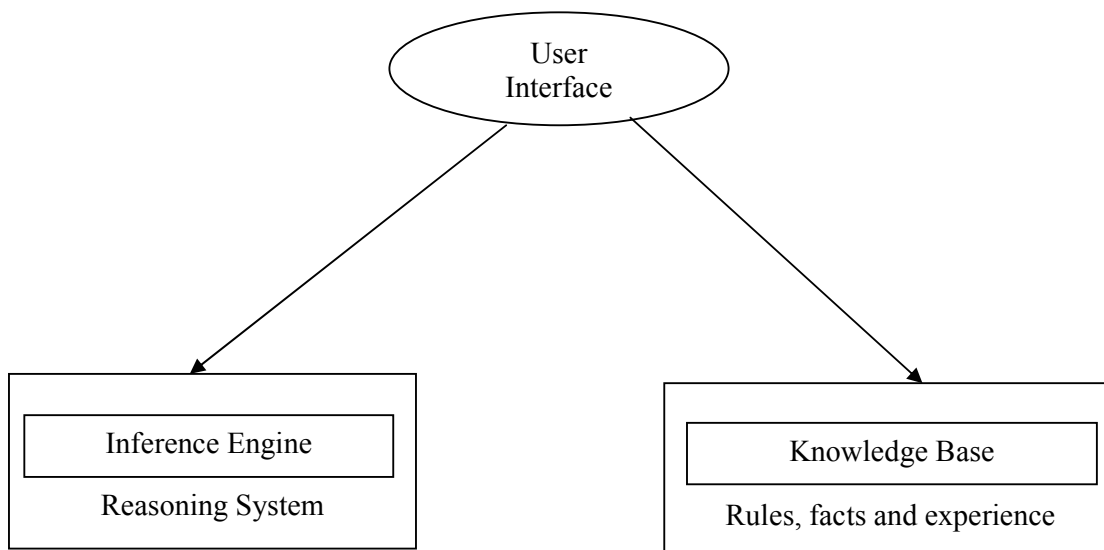 User
Interface
Inference Engine
Reasoning System
Knowledge Base
Rules, facts and experience